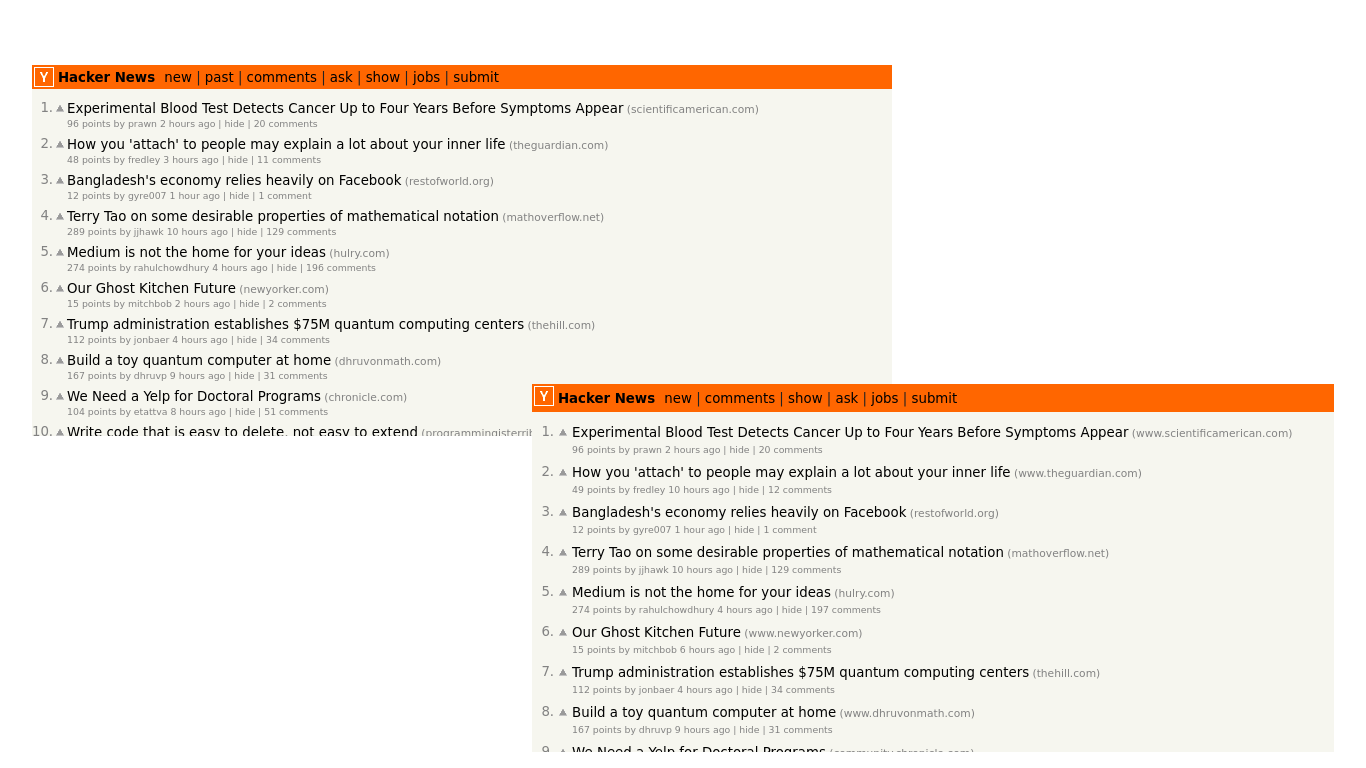 Y Hacker News new | past | comments | ask | show | jobs | submit
1. Experimental Blood Test Detects Cancer Up to Four Years Before Symptoms Appear (scientificamerican.com)
96 points by prawn 2 hours ago | hide | 20 comments
2. How you 'attach' to people may explain a lot about your inner life (theguardian.com)
48 points by fredley 3 hours ago | hide | 11 comments
3. Bangladesh's economy relies heavily on Facebook (restofworld.org)
12 points by gyre007 1 hour ago | hide | 1 comment
4. Terry Tao on some desirable properties of mathematical notation (mathoverflow.net)
289 points by jjhawk 10 hours ago | hide | 129 comments
5. Medium is not the home for your ideas (hulry.com)
274 points by rahulchowdhury 4 hours ago | hide | 196 comments
6. Our Ghost Kitchen Future (newyorker.com)
15 points by mitchbob 2 hours ago | hide | 2 comments
7. Trump administration establishes $75M quantum computing centers (thehill.com)
112 points by jonbaer 4 hours ago | hide | 34 comments
8. Build a toy quantum computer at home (dhruvonmath.com)
167 points by dhruvp 9 hours ago | hide | 31 comments
9. We Need a Yelp for Doctoral Programs (chronicle.com)
104 points by etattva 8 hours ago | hide | 51 comments
10. Write code that is easy to delete, not easy to extend
Y Hacker News new | comments | show | ask | jobs | submit
1. Experimental Blood Test Detects Cancer Up to Four Years Before Symptoms Appear (www.scientificamerican.com)
96 points by prawn 2 hours ago | hide | 20 comments
2. How you 'attach' to people may explain a lot about your inner life (www.theguardian.com)
49 points by fredley 10 hours ago | hide | 12 comments
3. Bangladesh's economy relies heavily on Facebook (restofworld.org)
12 points by gyre007 1 hour ago | hide | 1 comment
4. Terry Tao on some desirable properties of mathematical notation (mathoverflow.net)
289 points by jjhawk 10 hours ago | hide | 129 comments
5. Medium is not the home for your ideas (hulry.com)
274 points by rahulchowdhury 4 hours ago | hide | 197 comments
6. Our Ghost Kitchen Future (www.newyorker.com)
15 points by mitchbob 6 hours ago | hide | 2 comments
7. Trump administration establishes $75M quantum computing centers (thehill.com)
112 points by jonbaer 4 hours ago | hide | 34 comments
8. Build a toy quantum computer at home (www.dhruvonmath.com)
167 points by dhruvp 9 hours ago | hide | 31 comments
9. We Need a Yelp for Doctoral Programs (community.chronicle.com)